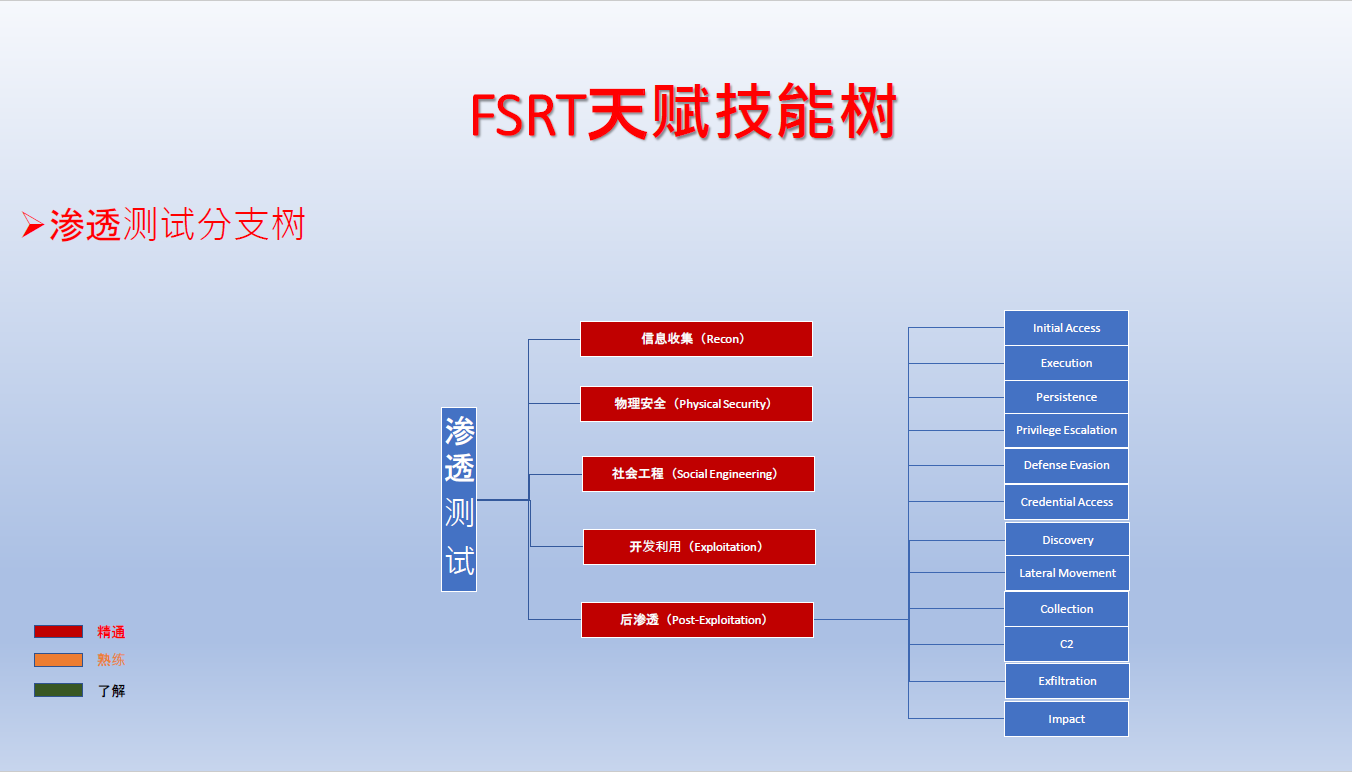 FSRT天赋技能树
渗透测试分支树
渗透测试
信息收集（Recon）
物理安全（Physical Security）
社会工程（Social Engineering）
开发利用（Exploitation）
后渗透（Post-Exploitation）
Initial Access
Execution
Persistence
Privilege Escalation
Defense Evasion
Credential Access
Discovery
Lateral Movement
Collection
C2
Exfiltration
Impact
精通
熟练
了解